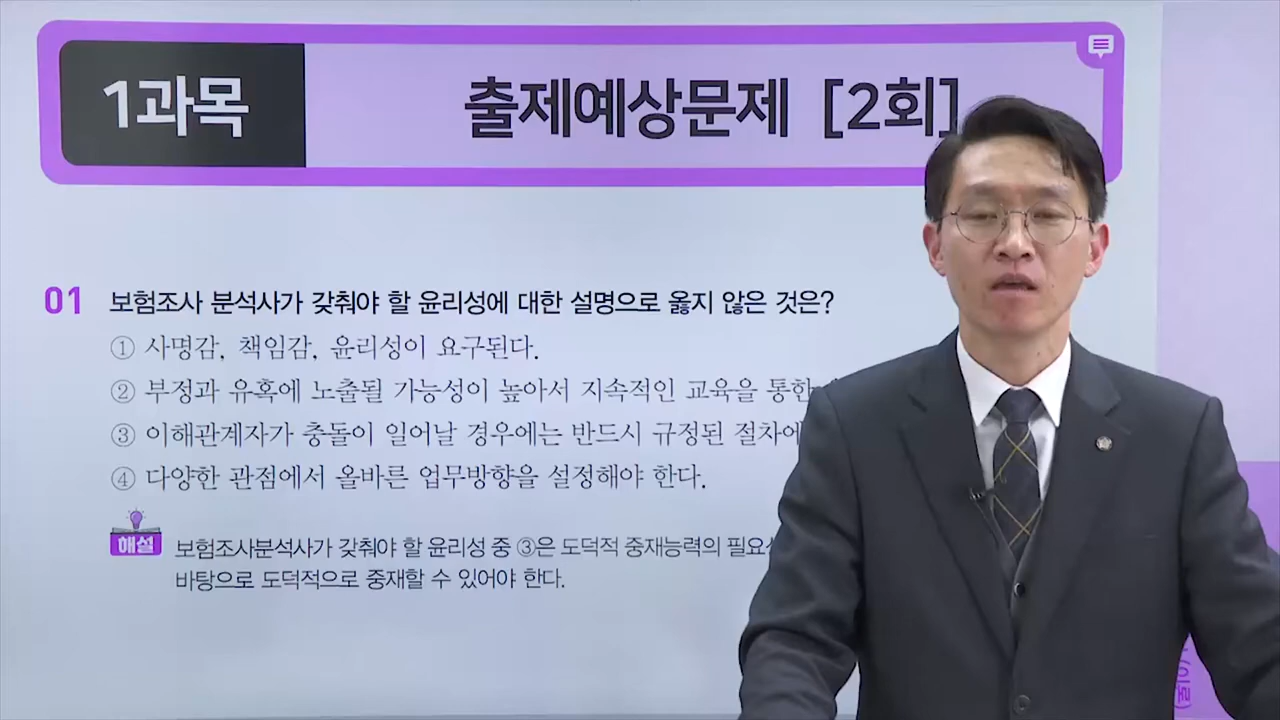 1과목
출제예상문제 [2회]
01 보험조사 분석사가 갖춰야 할 윤리성에 대한 설명으로 옳지 않은 것은?
① 사명감, 책임감, 윤리성이 요구된다.
② 부정과 유혹에 노출될 가능성이 높아서 지속적인 교육을 통한
③ 이해관계자가 충돌이 일어날 경우에는 반드시 규정된 절차에
④ 다양한 관점에서 올바른 업무방향을 설정해야 한다.
해설 보험조사분석사가 갖춰야 할 윤리성 중 ③은 도덕적 중재능력의
바탕으로 도덕적으로 중재할 수 있어야 한다.